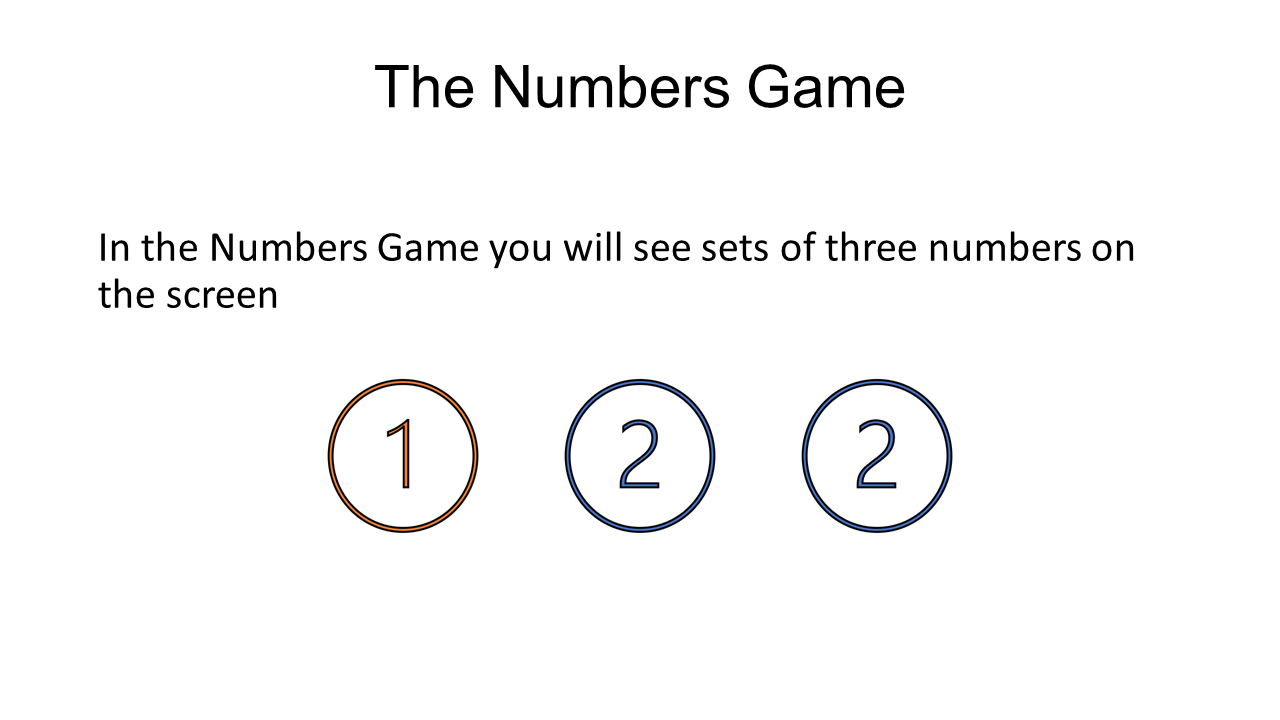 The Numbers Game
In the Numbers Game you will see sets of three numbers on
the screen
1 2 2